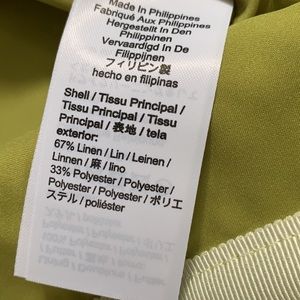 Made In Philippines
Fabriqué Aux Philippines
Hergestellt In Den
Philippinen
Vervaardigd In De
Filippijnen
フィリピン製
hecho en filipinas
Shell / Tissu Principal /
Tissu Principal / Tissu
Principal / 表地 / tela
exterior:
67% Linen / Lin / Leinen /
Linnen / 麻 / lino
33% Polyester / Polyester /
Polyester / Polyester / ポリエ
ステル / poliéster